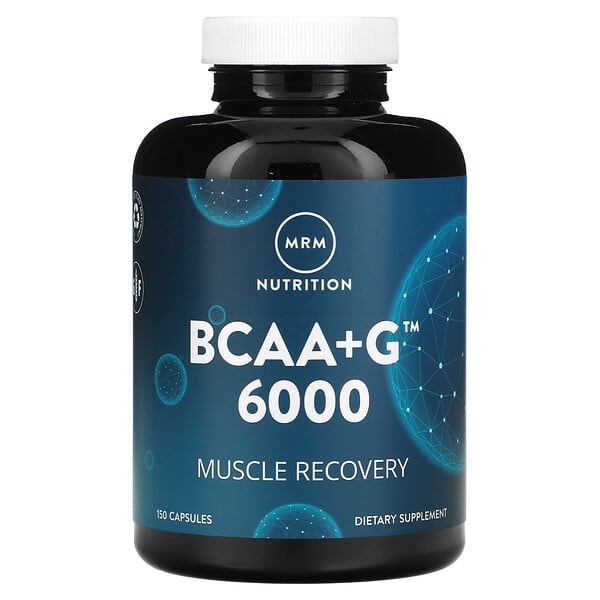 MRM
NUTRITION
BCAA+G™
6000
MUSCLE RECOVERY
150 CAPSULES
DIETARY SUPPLEMENT